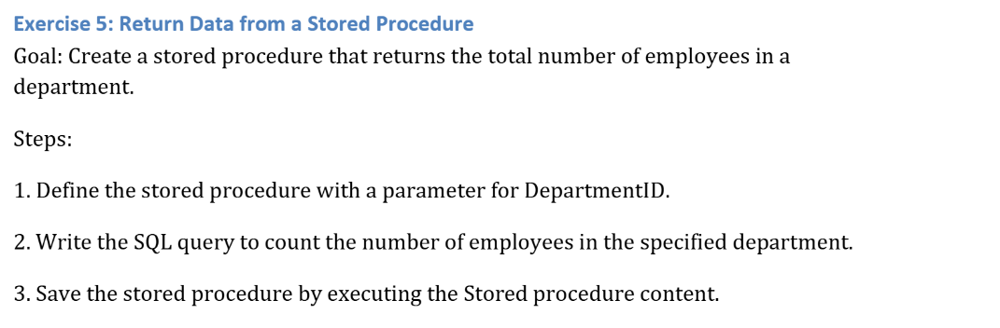 Exercise 5: Return Data from a Stored Procedure
Goal: Create a stored procedure that returns the total number of employees in a
department.
Steps:
1. Define the stored procedure with a parameter for DepartmentID.
2. Write the SQL query to count the number of employees in the specified department.
3. Save the stored procedure by executing the Stored procedure content.